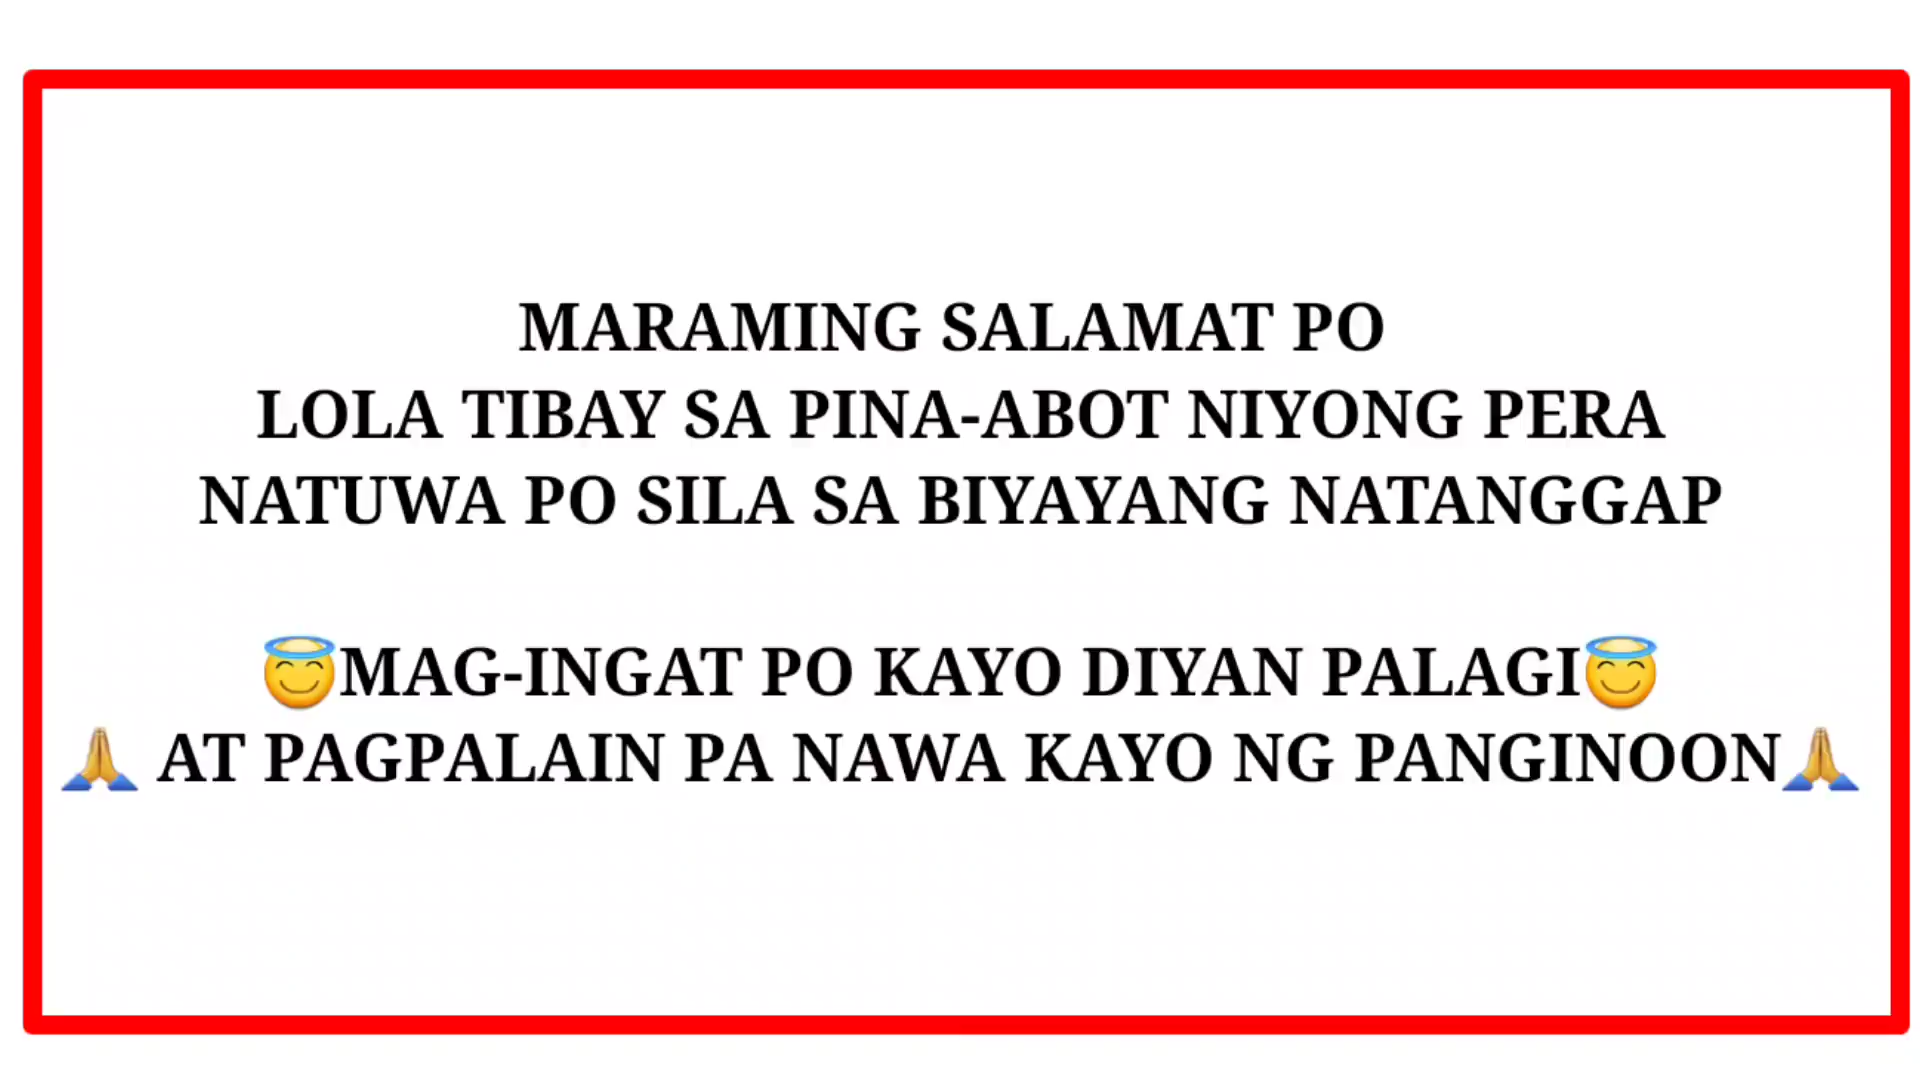 MARAMING SALAMAT PO
LOLA TIBAY SA PINA-ABOT NIYONG PERA
NATUWA PO SILA SA BIYAYANG NATANGGAP
😇MAG-INGAT PO KAYO DIYAN PALAGI😇
🙏 AT PAGPALAIN PA NAWA KAYO NG PANGINOON🙏